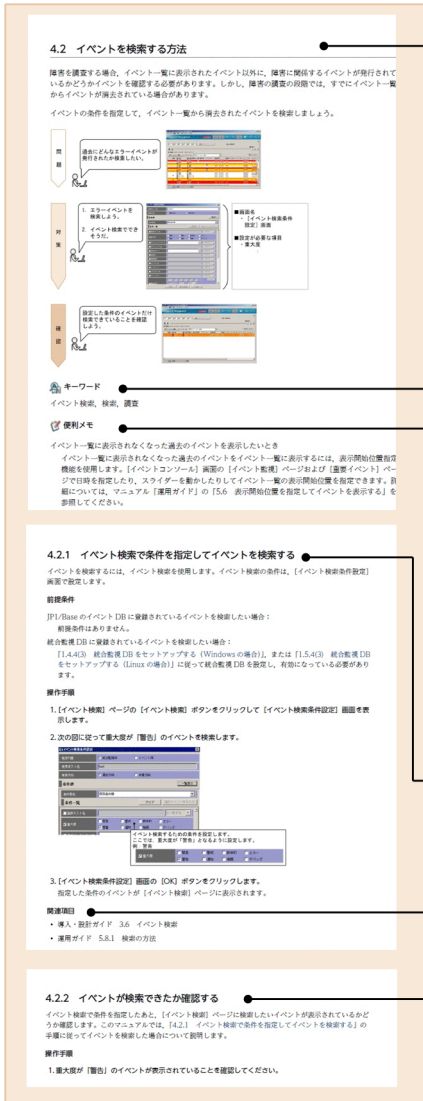 4.2 イベントを検索する方法
障害を調査する場合，イベント一覧に表示されたイベント以外に，障害に関係するイベントが発行されて
いるかどうかイベントを確認する必要があります。しかし，障害の調査の段階では，すでにイベント一覧
からイベントが消去されている場合があります。
イベントの条件を指定して，イベント一覧から消去されたイベントを検索しましょう。
問題
過去にどんなエラーイベントが
発行されたか検索したい。
対策
1. エラーイベントを
検索しよう。
2. イベント検索ででき
そうだ。
■画面名
・［イベント検索条件
設定］画面
■設定が必要な項目
・重大度
確認
設定した条件のイベントだけ
検索できていることを確認
しよう。
キーワード
イベント検索，検索，調査
便利メモ
イベント一覧に表示されなくなった過去のイベントを表示したいとき
イベント一覧に表示されなくなった過去のイベントをイベント一覧に表示するには，表示開始位置指定
機能を使用します。［イベントコンソール］画面の［イベント監視］ページおよび［重要イベント］ペー
ジで日時を指定したり，スライダーを動かしたりしてイベント一覧の表示開始位置を指定できます。詳
細については，マニュアル「運用ガイド」の「5.6 表示開始位置を指定してイベントを表示する」を
参照してください。
4.2.1 イベント検索で条件を指定してイベントを検索する
イベントを検索するには，イベント検索を使用します。イベント検索の条件は，［イベント検索条件設定］
画面で設定します。
前提条件
JP1/Base のイベント DB に登録されているイベントを検索したい場合：
前提条件はありません。
統合監視 DB に登録されているイベントを検索したい場合：
「1.4.4(3) 統合監視 DB をセットアップする（Windows の場合）」，または「1.5.4(3) 統合監視 DB
をセットアップする（Linux の場合）」に従って統合監視 DB を設定し，有効になっている必要があり
ます。
操作手順
1.［イベント検索］ページの［イベント検索］ボタンをクリックして［イベント検索条件設定］画面を表
示します。
2. 次の図に従って重大度が「警告」のイベントを検索します。
イベント検索するための条件を設定します。
ここでは，重大度が「警告」となるように設定します。
例：警告
3.［イベント検索条件設定］画面の［OK］ボタンをクリックします。
指定した条件のイベントが［イベント検索］ページに表示されます。
関連項目
• 導入・設計ガイド 3.6 イベント検索
• 運用ガイド 5.8.1 検索の方法
4.2.2 イベントが検索できたか確認する
イベント検索で条件を指定したあと，［イベント検索］ページに検索したいイベントが表示されているかど
うか確認します。このマニュアルでは，「4.2.1 イベント検索で条件を指定してイベントを検索する」の
手順に従ってイベントを検索した場合について説明します。
操作手順
1. 重大度が「警告」のイベントが表示されていることを確認してください。